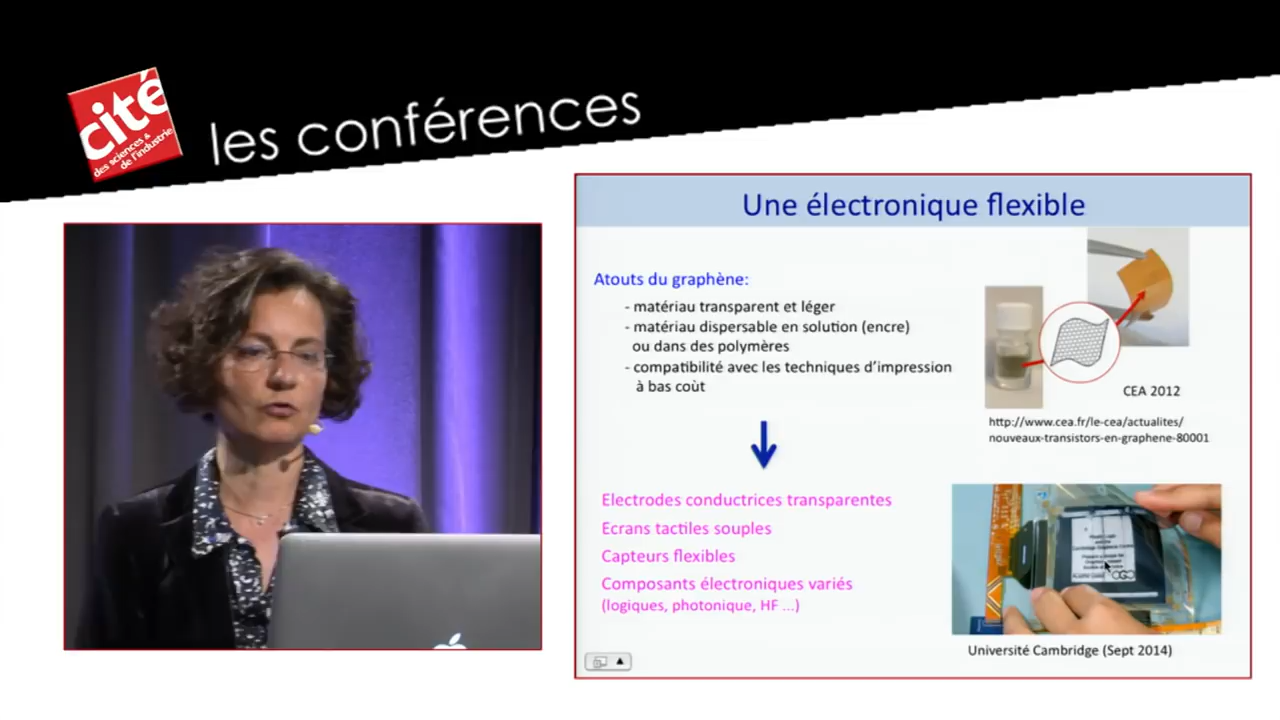 cité
des sciences &
de l'industrie
les conférences
Une électronique flexible
Atouts du graphène:
- matériau transparent et léger
- matériau dispersable en solution (encre)
ou dans des polymères
- compatibilité avec les techniques d'impression
à bas coùt
CEA 2012
http://www.cea.fr/le-cea/actualites/
nouveaux-transistors-en-graphene-80001
Electrodes conductrices transparentes
Ecrans tactiles souples
Capteurs flexibles
Composants électroniques variés
(logiques, photonique, HF ...)
Université Cambridge (Sept 2014)